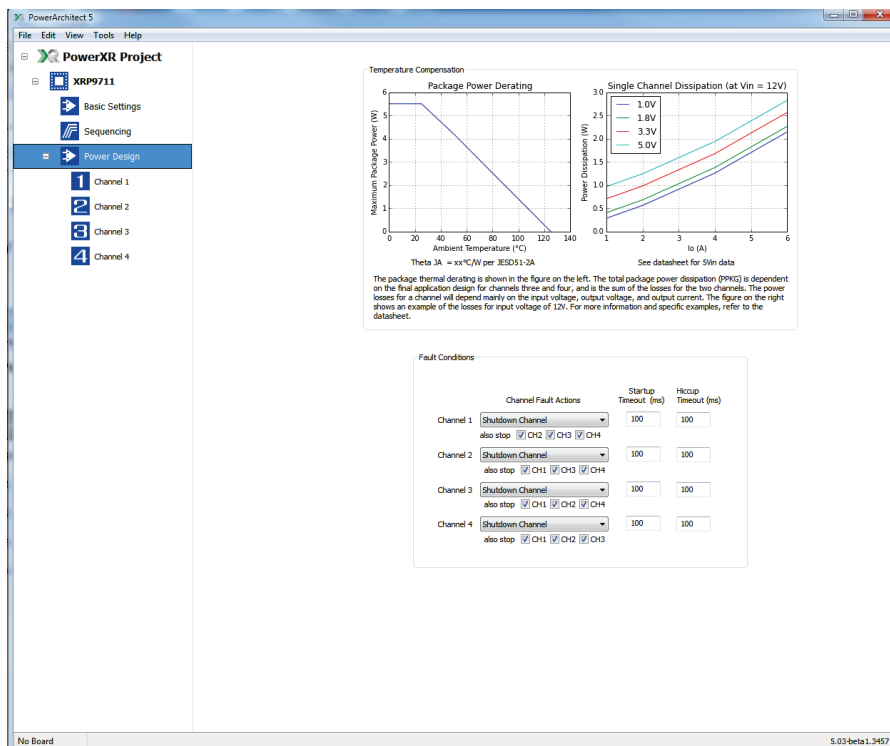 PowerArchitect 5
File Edit View Tools Help
PowerXR Project
XRP9711
Basic Settings
Sequencing
Power Design
1 Channel 1
2 Channel 2
3 Channel 3
4 Channel 4
Temperature Compensation
Package Power Derating
Maximum Package Power (W)
6
5
4
3
2
1
0
0 20 40 60 80 100 120 140
Ambient Temperature (°C)
Theta JA = xx°C/W per JESD51-2A
Single Channel Dissipation (at Vin = 12V)
Power Dissipation (W)
3.0
2.5
2.0
1.5
1.0
0.5
0.0
1.0V
1.8V
3.3V
5.0V
1 2 3 4 5 6
Io (A)
See datasheet for 5Vin data
The package thermal derating is shown in the figure on the left. The total package power dissipation (PPKG) is dependent
on the final application design for channels three and four, and is the sum of the losses for the two channels. The power
losses for a channel will depend mainly on the input voltage, output voltage, and output current. The figure on the right
shows an example of the losses for input voltage of 12V. For more information and specific examples, refer to the
datasheet.
Fault Conditions
Channel Fault Actions
Startup
Timeout (ms)
Hiccup
Timeout (ms)
Channel 1 Shutdown Channel 100 100
also stop CH2 CH3 CH4
Channel 2 Shutdown Channel 100 100
also stop CH1 CH3 CH4
Channel 3 Shutdown Channel 100 100
also stop CH1 CH2 CH4
Channel 4 Shutdown Channel 100 100
also stop CH1 CH2 CH3
No Board
5.03-beta1.3457